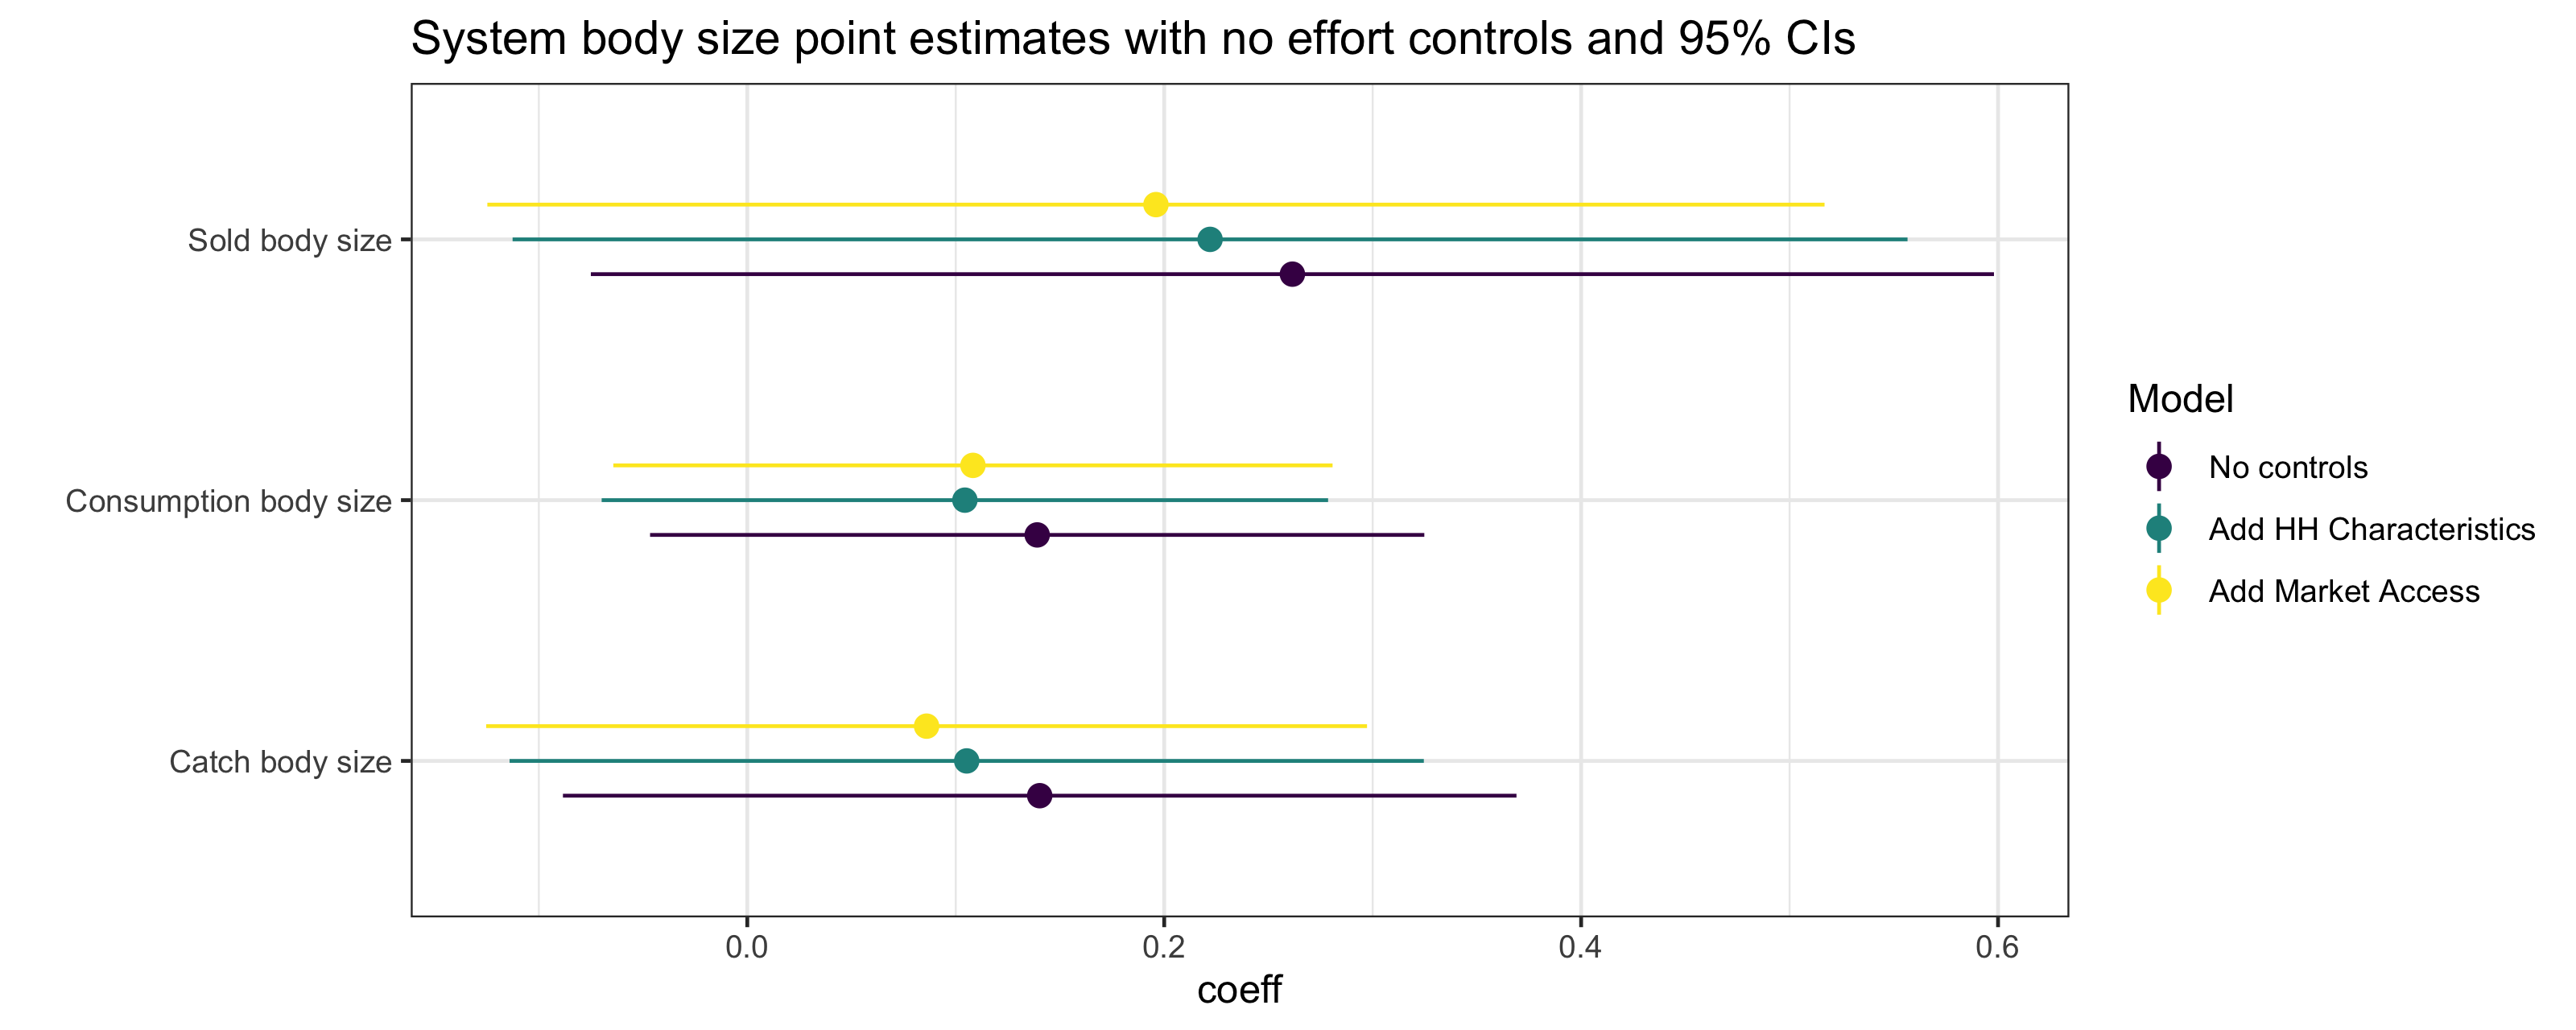 System body size point estimates with no effort controls and 95% CIs
Sold body size
Consumption body size
Catch body size
0.0
0.2
0.4
0.6
coeff
Model
No controls
Add HH Characteristics
Add Market Access